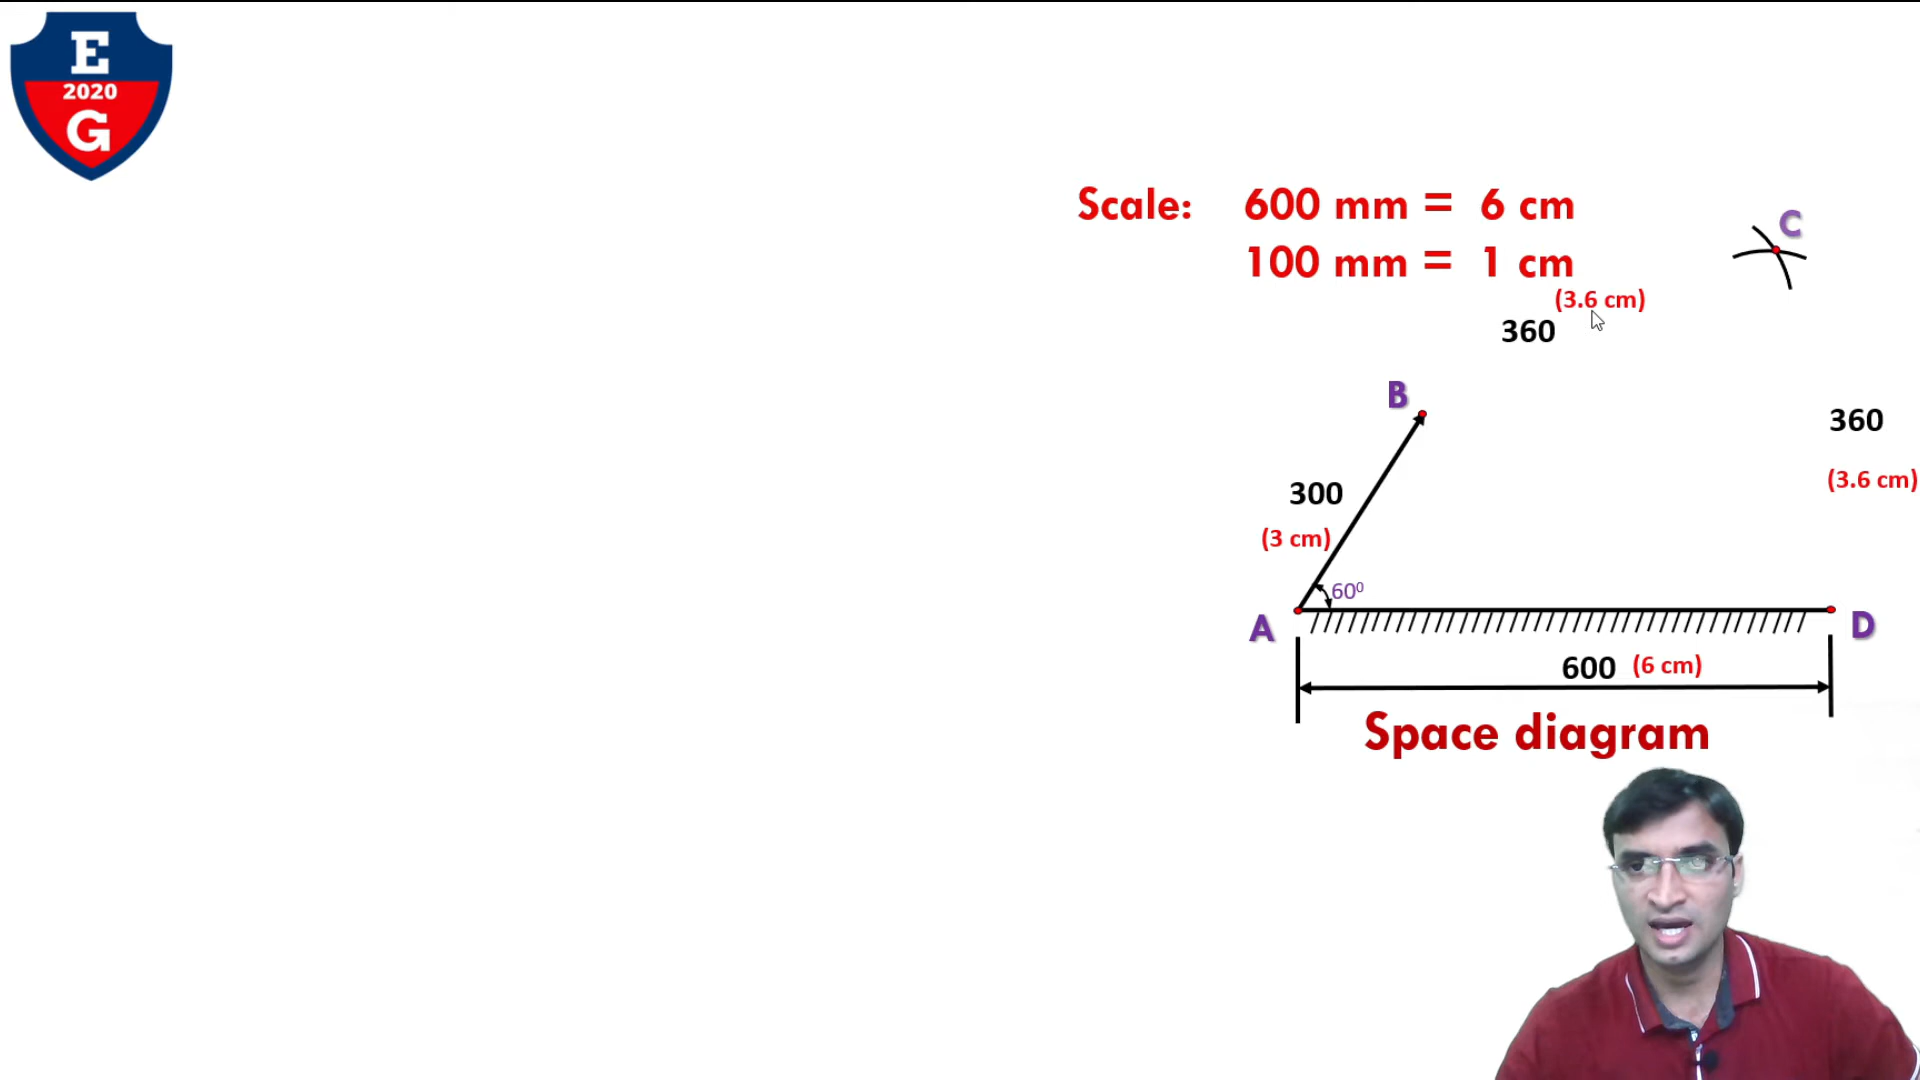 E
2020
G
Scale: 600 mm = 6 cm
100 mm = 1 cm
C
(3.6 cm)
360
B
360
(3.6 cm)
300
(3 cm)
60⁰
A
D
600 (6 cm)
Space diagram